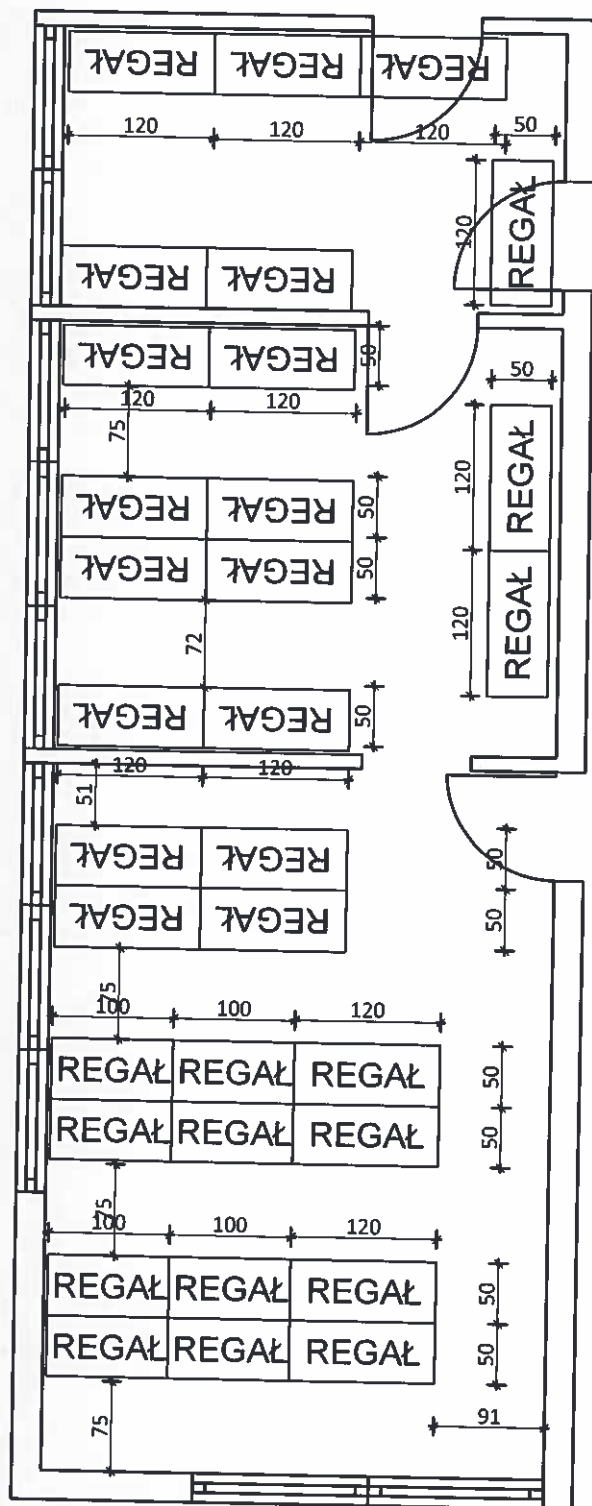 REGAŁ REGAŁ REGAŁ
120 120 120 50
120 REGAŁ
REGAŁ REGAŁ
REGAŁ REGAŁ 50
120 120 50
75
REGAŁ REGAŁ 50 120 REGAŁ
REGAŁ REGAŁ 50
72 120 REGAŁ
REGAŁ REGAŁ 50
120 120
51
REGAŁ REGAŁ 50
REGAŁ REGAŁ 50
75
100 100 120
REGAŁ REGAŁ REGAŁ 50
REGAŁ REGAŁ REGAŁ 50
75
100 100 120
REGAŁ REGAŁ REGAŁ 50
REGAŁ REGAŁ REGAŁ 50
75 91